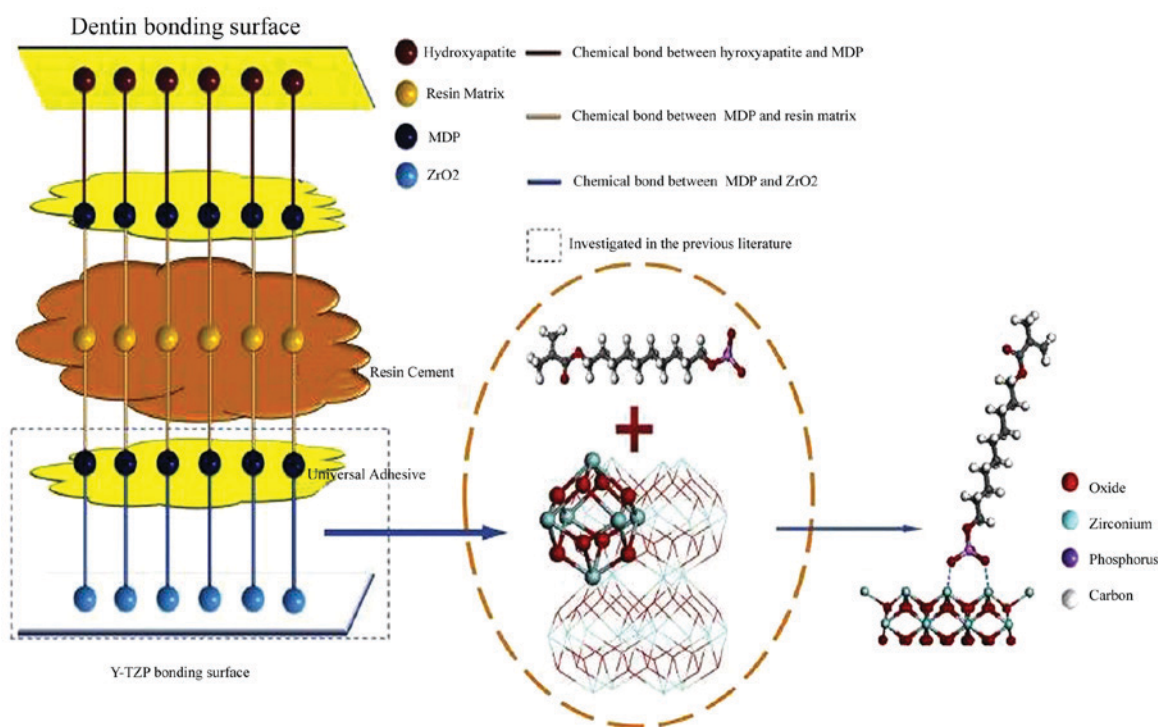 Dentin bonding surface
Hydroxyapatite
Chemical bond between hyroxyapatite and MDP
Resin Matrix
Chemical bond between MDP and resin matrix
MDP
ZrO2
Chemical bond between MDP and ZrO2
Investigated in the previous literature
Resin Cement
Universal Adhesive
Y-TZP bonding surface
Oxide
Zirconium
Phosphorus
Carbon